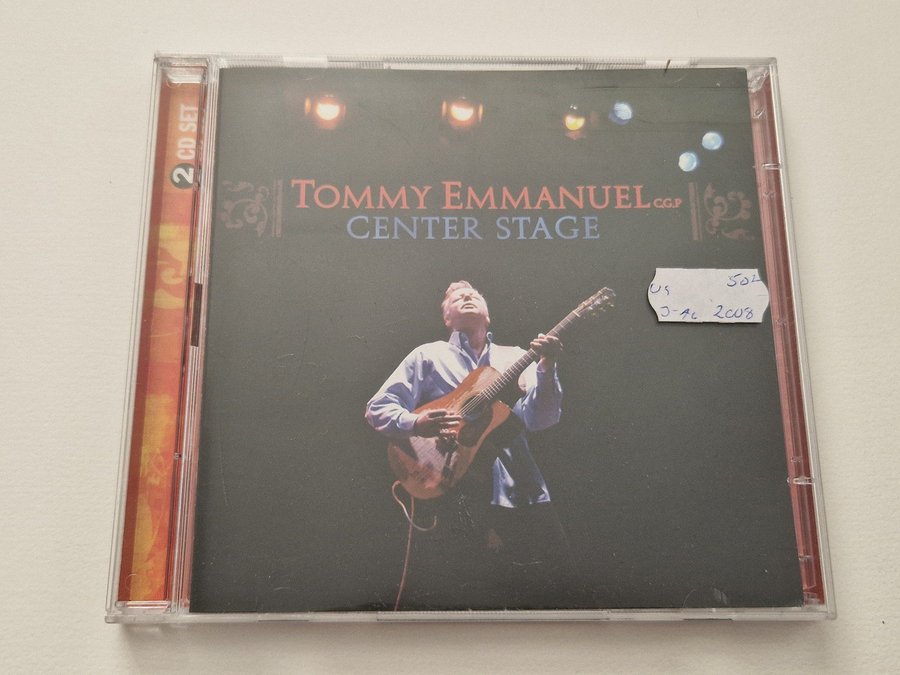 2 CD SET
TOMMY EMMANUEL C.G.P
CENTER STAGE
US 50
2008